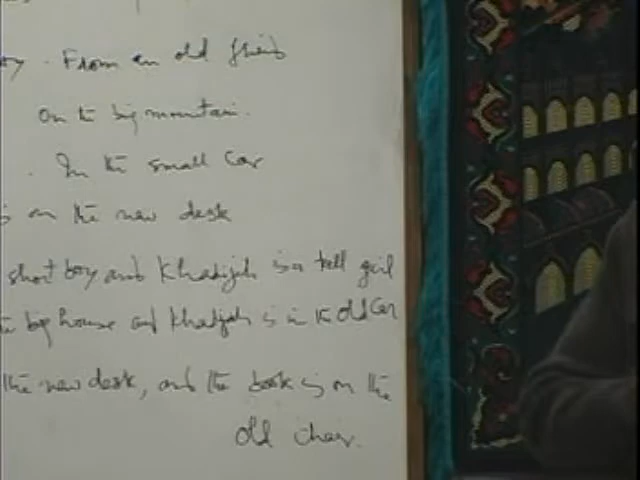 . From an old friend
On the big mountain.
. In the small car
is on the new desk
short boy and Khadijah is a tall girl
the big house and Khadijah is in the old car
the new desk, and the book is on the
old chair.